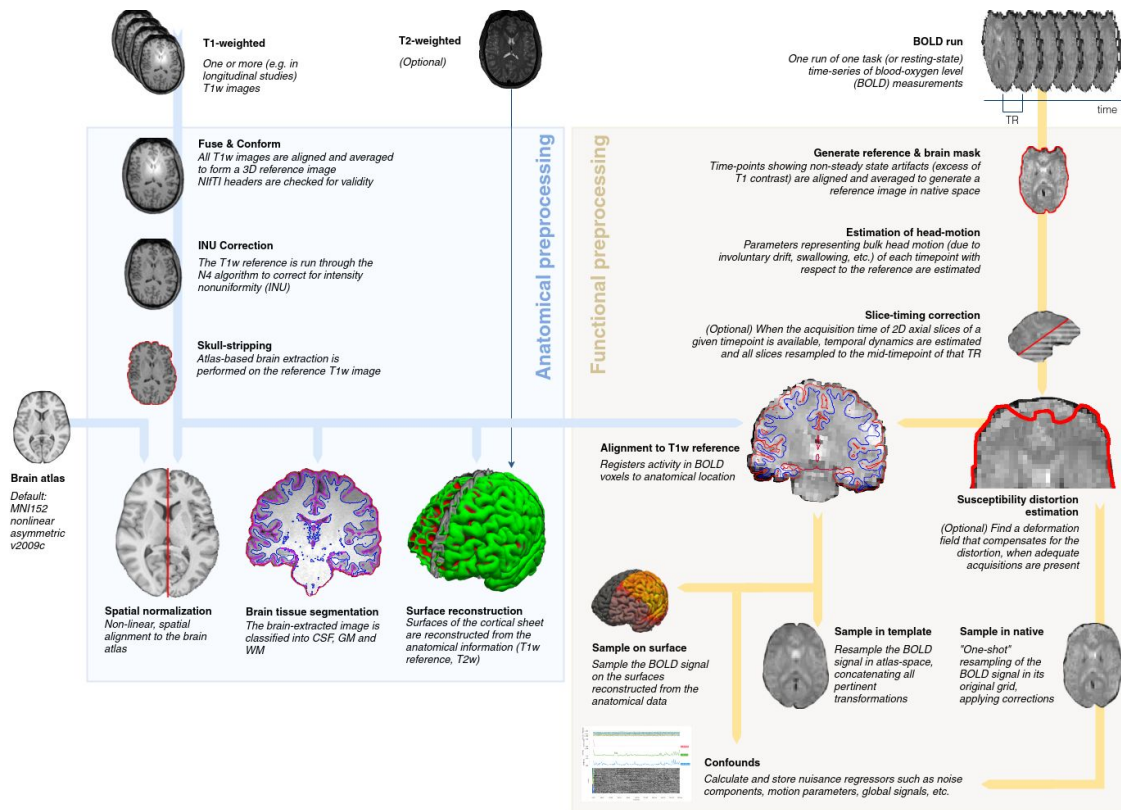 T1-weighted
One or more (e.g. in
longitudinal studies)
T1w images
T2-weighted
(Optional)
BOLD run
One run of one task (or resting-state)
time-series of blood-oxygen level
(BOLD) measurements
TR
time
Anatomical preprocessing
Fuse & Conform
All T1w images are aligned and averaged
to form a 3D reference image
NIfTI headers are checked for validity
INU Correction
The T1w reference is run through the
N4 algorithm to correct for intensity
nonuniformity (INU)
Skull-stripping
Atlas-based brain extraction is
performed on the reference T1w image
Brain atlas
Default:
MNI152
nonlinear
asymmetric
v2009c
Spatial normalization
Non-linear, spatial
alignment to the brain
atlas
Brain tissue segmentation
The brain-extracted image is
classified into CSF, GM and
WM
Surface reconstruction
Surfaces of the cortical sheet
are reconstructed from the
anatomical information (T1w
reference, T2w)
Functional preprocessing
Generate reference & brain mask
Time-points showing non-steady state artifacts (excess of
T1 contrast) are aligned and averaged to generate a
reference image in native space
Estimation of head-motion
Parameters representing bulk head motion (due to
involuntary drift, swallowing, etc.) of each timepoint with
respect to the reference are estimated
Slice-timing correction
(Optional) When the acquisition time of 2D axial slices of a
given timepoint is available, temporal dynamics are estimated
and all slices resampled to the mid-timepoint of that TR
Alignment to T1w reference
Registers activity in BOLD
voxels to anatomical location
Susceptibility distortion
estimation
(Optional) Find a deformation
field that compensates for the
distortion, when adequate
acquisitions are present
Sample on surface
Sample the BOLD signal
on the surfaces
reconstructed from the
anatomical data
Sample in template
Resample the BOLD
signal in atlas-space,
concatenating all
pertinent
transformations
Sample in native
"One-shot"
resampling of the
BOLD signal in its
original grid,
applying corrections
Confounds
Calculate and store nuisance regressors such as noise
components, motion parameters, global signals, etc.